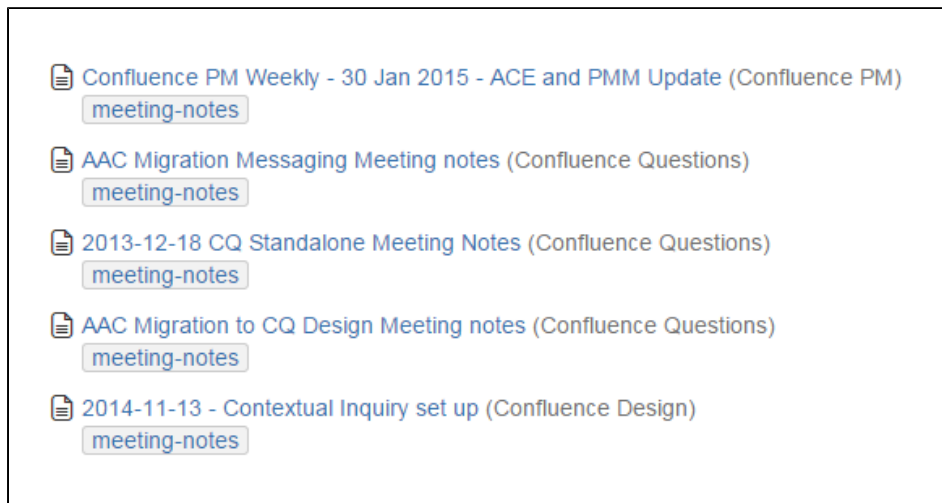 Confluence PM Weekly - 30 Jan 2015 - ACE and PMM Update (Confluence PM)
meeting-notes
AAC Migration Messaging Meeting notes (Confluence Questions)
meeting-notes
2013-12-18 CQ Standalone Meeting Notes (Confluence Questions)
meeting-notes
AAC Migration to CQ Design Meeting notes (Confluence Questions)
meeting-notes
2014-11-13 - Contextual Inquiry set up (Confluence Design)
meeting-notes